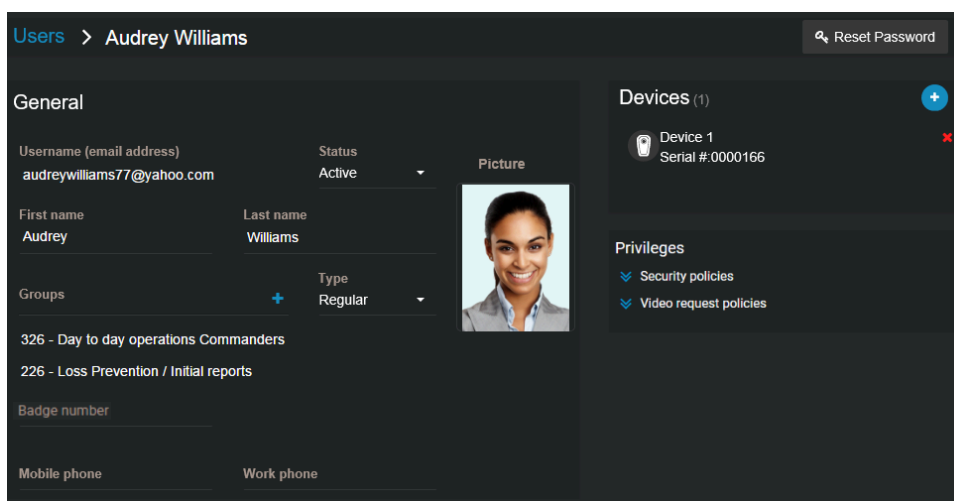 Users > Audrey Williams
Reset Password
General
Username (email address)
audreywilliams77@yahoo.com
Status
Active
Picture
First name
Audrey
Last name
Williams
Groups +
Type
Regular
326 - Day to day operations Commanders
226 - Loss Prevention / Initial reports
Badge number
Mobile phone
Work phone
Devices (1)
Device 1
Serial #:0000166
Privileges
Security policies
Video request policies